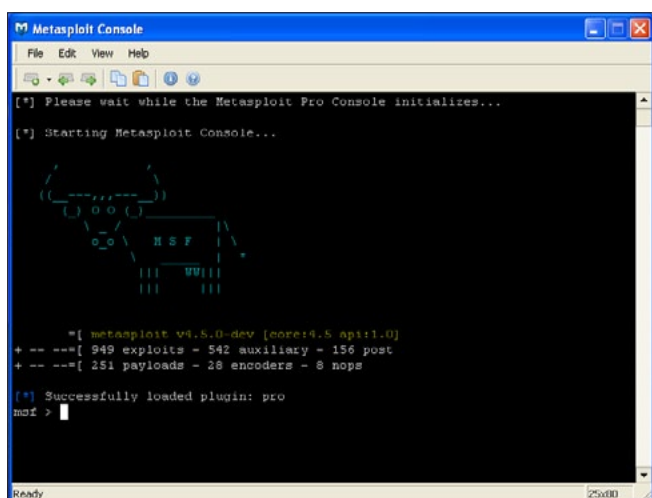 Metasploit Console
File Edit View Help
[*] Please wait while the Metasploit Pro Console initializes...
[*] Starting Metasploit Console...
M S F
=[ metasploit v4.5.0-dev [core:4.5 api:1.0]
+ -- --=[ 949 exploits - 542 auxiliary - 156 post
+ -- --=[ 251 payloads - 28 encoders - 8 nops
[*] Successfully loaded plugin: pro
msf >
Ready 25x80